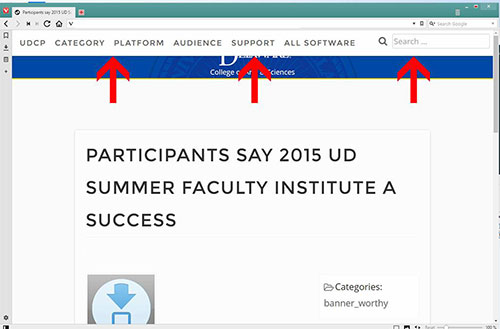 Participants say 2015 UD S
Search Google
UDCP CATEGORY PLATFORM AUDIENCE SUPPORT ALL SOFTWARE Search ...
College of Arts & Sciences
PARTICIPANTS SAY 2015 UD
SUMMER FACULTY INSTITUTE A
SUCCESS
Categories:
banner_worthy